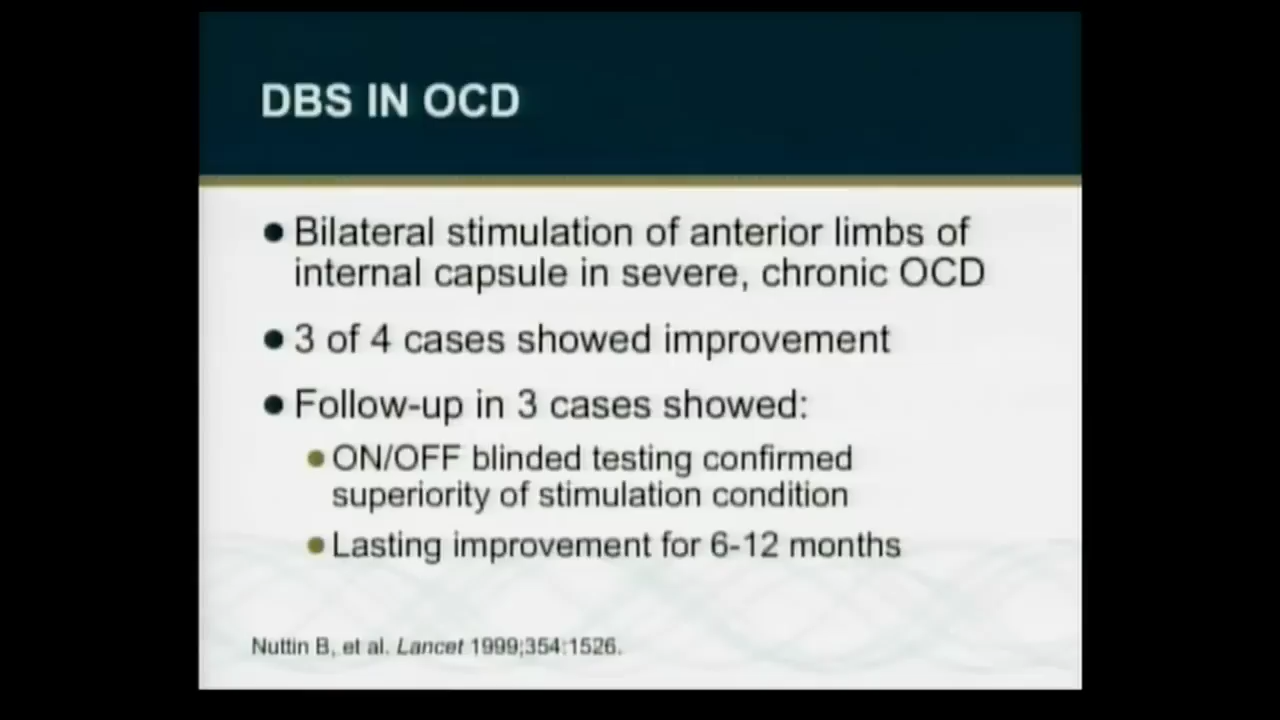 DBS IN OCD
● Bilateral stimulation of anterior limbs of
internal capsule in severe, chronic OCD
● 3 of 4 cases showed improvement
● Follow-up in 3 cases showed:
● ON/OFF blinded testing confirmed
superiority of stimulation condition
● Lasting improvement for 6-12 months
Nuttin B, et al. Lancet 1999;354:1526.